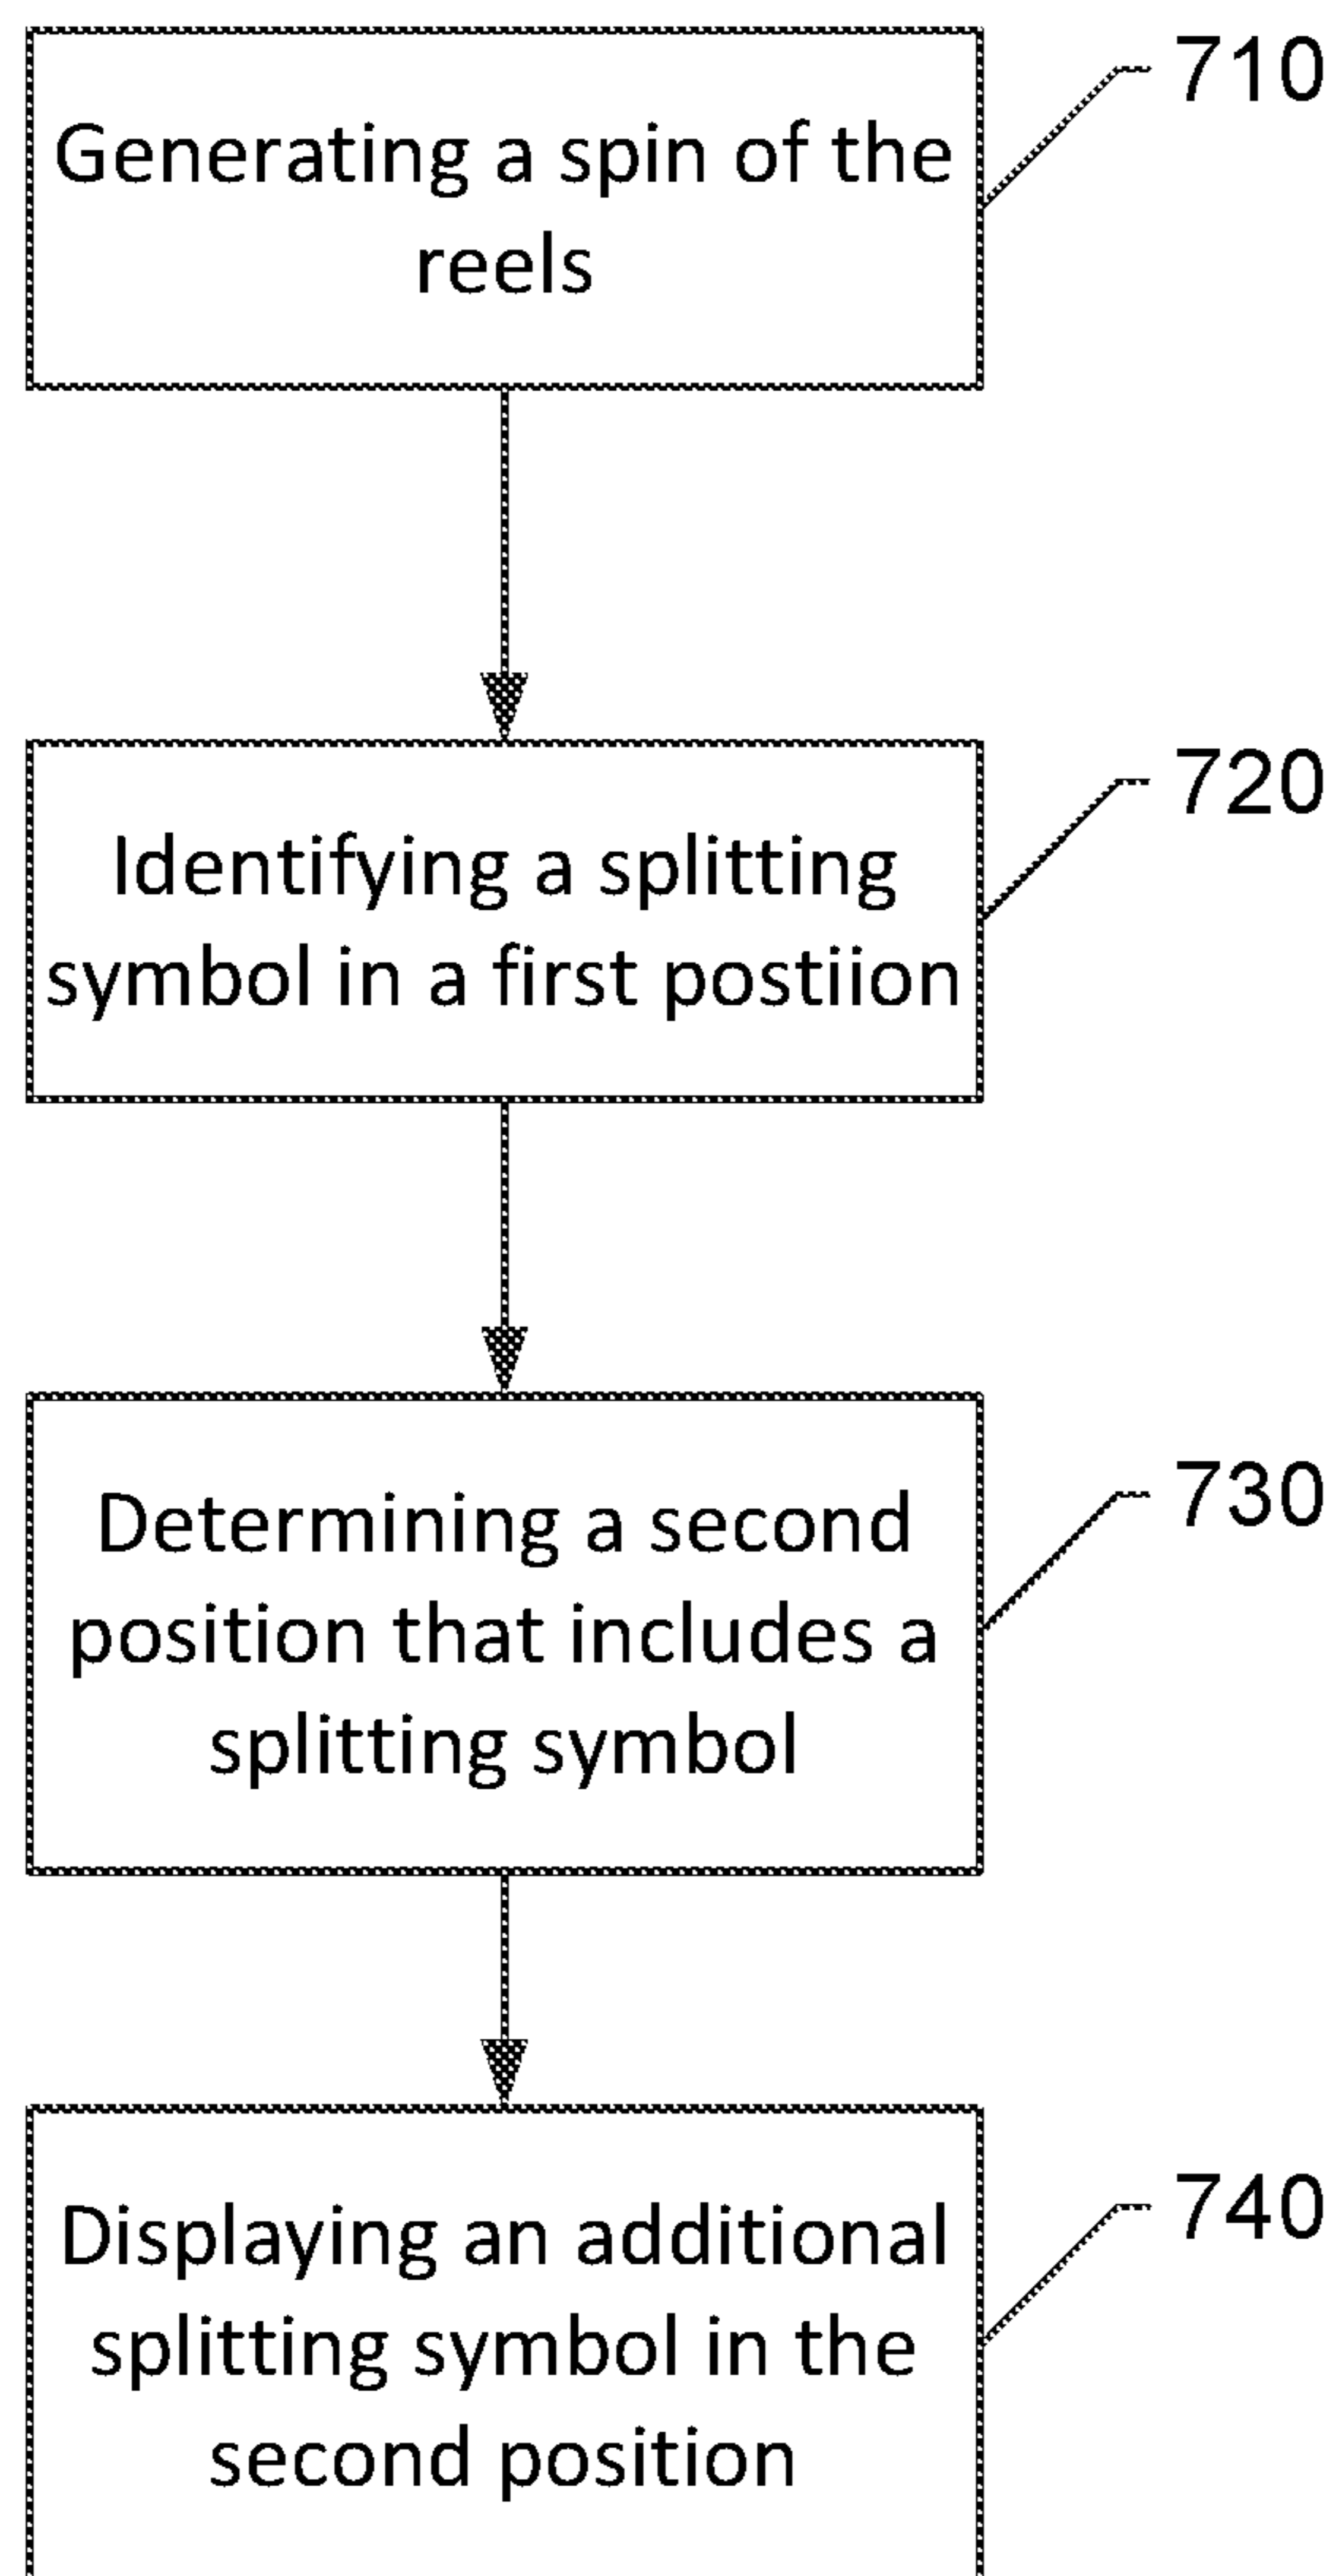 Generating a spin of the
reels
710
Identifying a splitting
symbol in a first postiion
720
Determining a second
position that includes a
splitting symbol
730
Displaying an additional
splitting symbol in the
second position
740